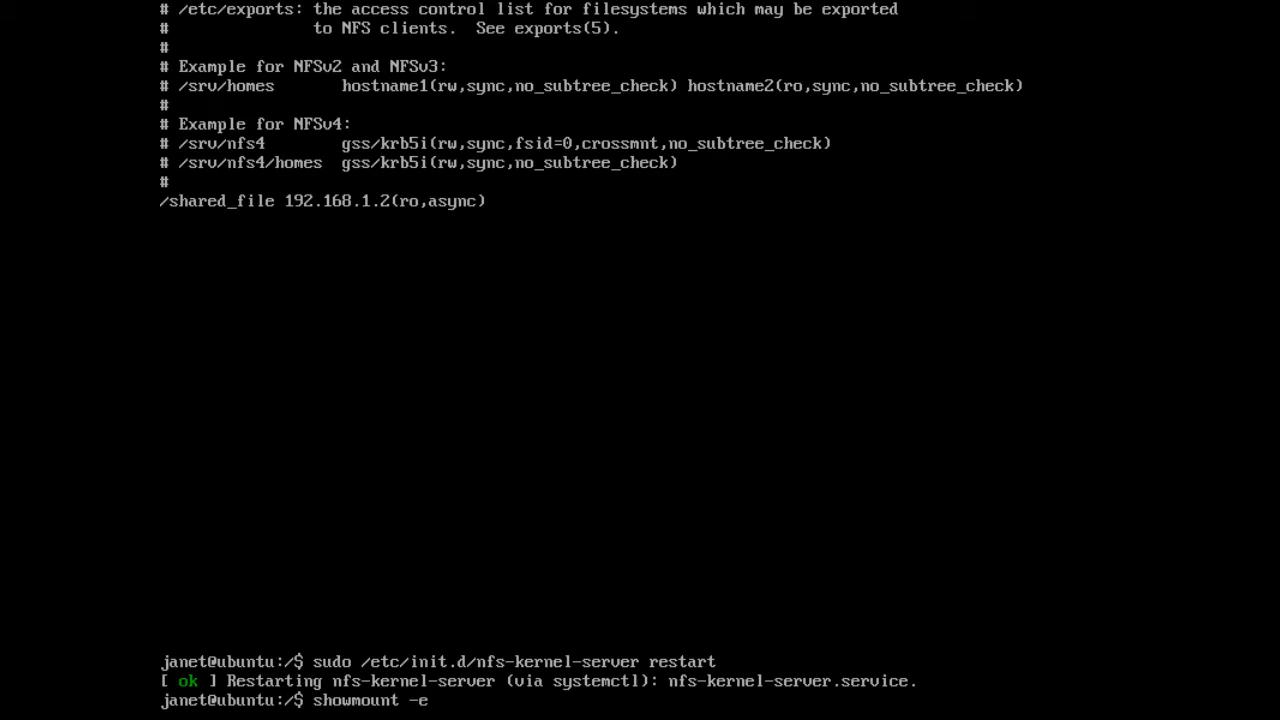 # /etc/exports: the access control list for filesystems which may be exported
#               to NFS clients.  See exports(5).
#
# Example for NFSv2 and NFSv3:
# /srv/homes       hostname1(rw,sync,no_subtree_check) hostname2(ro,sync,no_subtree_check)
#
# Example for NFSv4:
# /srv/nfs4        gss/krb5i(rw,sync,fsid=0,crossmnt,no_subtree_check)
# /srv/nfs4/homes  gss/krb5i(rw,sync,no_subtree_check)
#
/shared_file 192.168.1.2(ro,async)
janet@ubuntu:/$ sudo /etc/init.d/nfs-kernel-server restart
[ ok ] Restarting nfs-kernel-server (via systemctl): nfs-kernel-server.service.
janet@ubuntu:/$ showmount -e